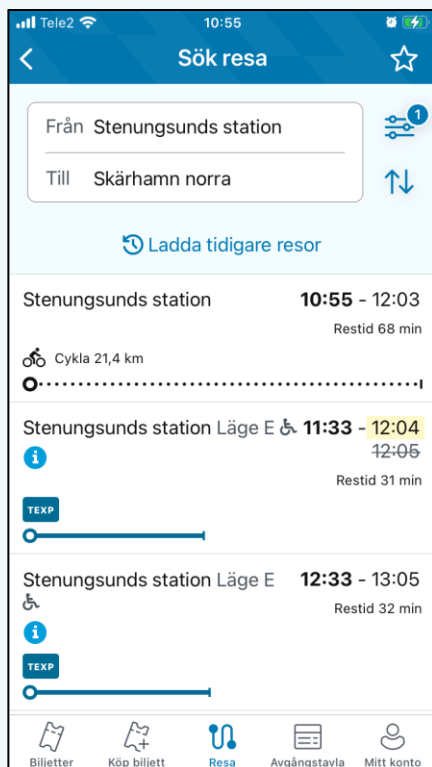 Tele2 10:55
Sök resa
1
Från Stenungsunds station
Till Skärhamn norra
Ladda tidigare resor
Stenungsunds station 10:55 - 12:03
Restid 68 min
Cykla 21,4 km
Stenungsunds station Läge E 11:33 - 12:04
i 12:05
Restid 31 min
TEXP
Stenungsunds station Läge E 12:33 - 13:05
Restid 32 min
i
TEXP
Biljetter Köp biljett Resa Avgångstavla Mitt konto